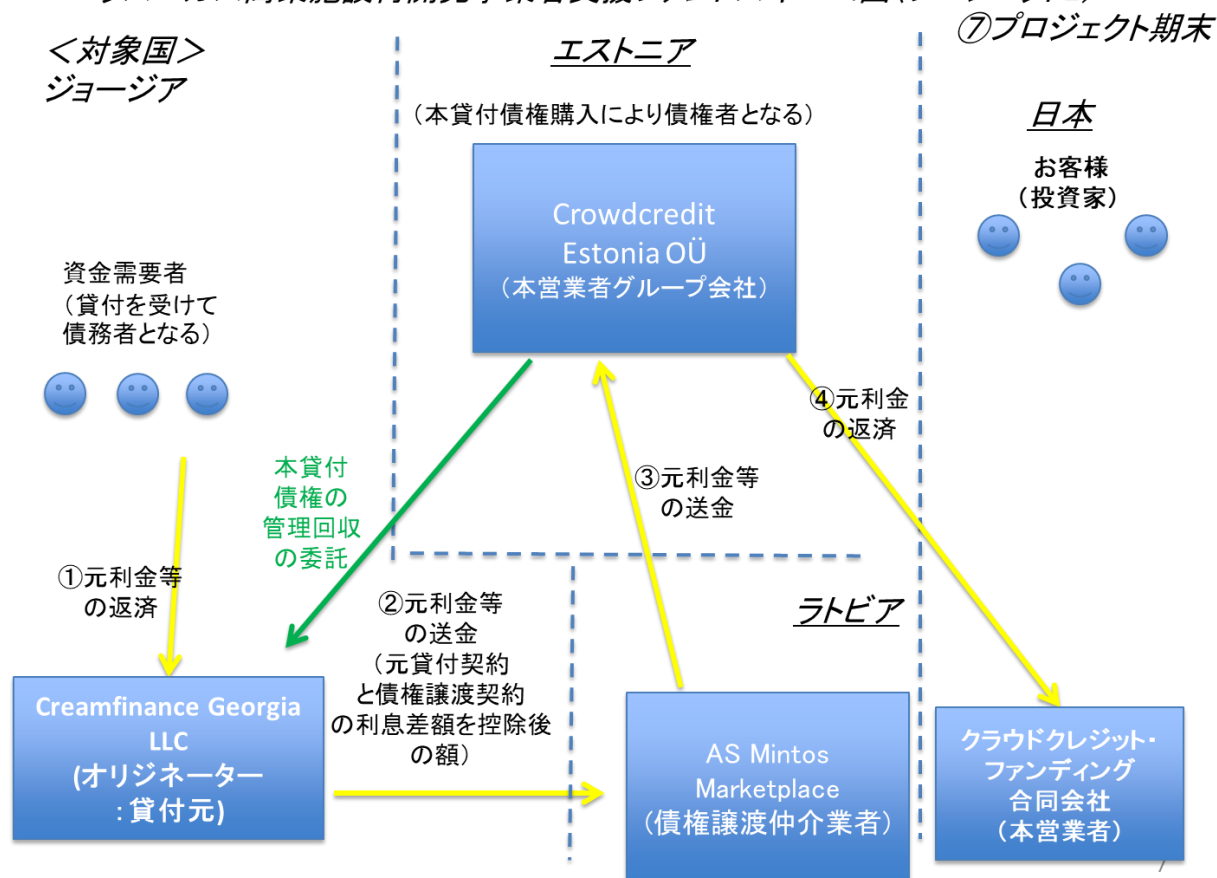 ⑦プロジェクト期末
＜対象国＞
ジョージア
エストニア
（本貸付債権購入により債権者となる）
日本
お客様
（投資家）
Crowdcredit
Estonia OÜ
（本営業者グループ会社）
資金需要者
（貸付を受けて
債務者となる）
④元利金
の返済
本貸付
債権の
管理回収
の委託
③元利金等
の送金
①元利金等
の返済
②元利金等
の送金
（元貸付契約
と債権譲渡契約
の利息差額を控除後
の額）
ラトビア
Creamfinance Georgia
LLC
(オリジネーター
：貸付元)
AS Mintos
Marketplace
（債権譲渡仲介業者）
クラウドクレジット・
ファンディング
合同会社
（本営業者）